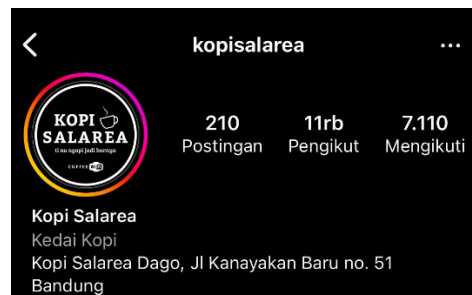 kopisalarea
KOPI
SALAREA
ti nu ngopi jadi baraya
COFFEE
210
Postingan
11rb
Pengikut
7.110
Mengikuti
Kopi Salarea
Kedai Kopi
Kopi Salarea Dago, Jl Kanayakan Baru no. 51
Bandung